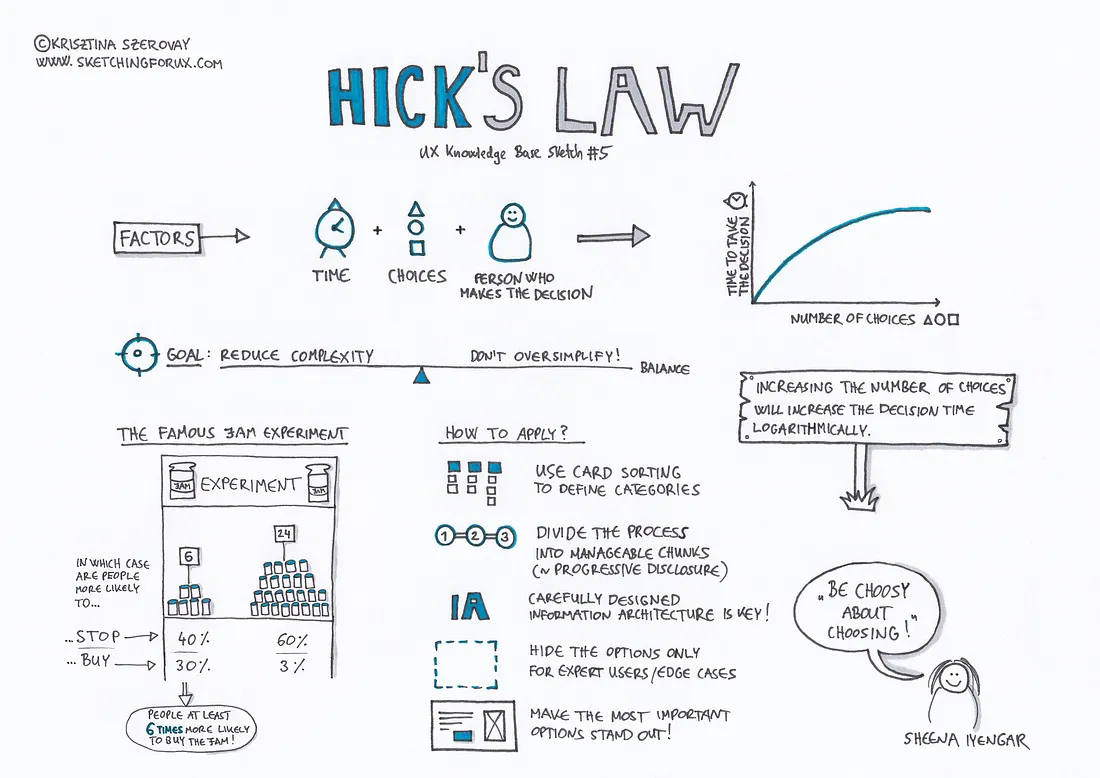 ©KRISZTINA SZEROVAY
WWW.SKETCHINGFORUX.COM
HICK'S LAW
UX Knowledge Base Sketch #5
FACTORS
TIME
+
CHOICES
+
PERSON WHO
MAKES THE DECISION
TIME TO TAKE
THE DECISION
NUMBER OF CHOICES
GOAL: REDUCE COMPLEXITY
DON'T OVERSIMPLIFY!
BALANCE
INCREASING THE NUMBER OF CHOICES
WILL INCREASE THE DECISION TIME
LOGARITHMICALLY.
THE FAMOUS JAM EXPERIMENT
JAM
EXPERIMENT
JAM
6
24
IN WHICH CASE
ARE PEOPLE
MORE LIKELY
TO...
...STOP
40%
60%
...BUY
30%
3%
PEOPLE AT LEAST
6 TIMES MORE LIKELY
TO BUY THE JAM!
HOW TO APPLY?
USE CARD SORTING
TO DEFINE CATEGORIES
1 2 3
DIVIDE THE PROCESS
INTO MANAGEABLE CHUNKS
(~ PROGRESSIVE DISCLOSURE)
IA
CAREFULLY DESIGNED
INFORMATION ARCHITECTURE IS KEY!
HIDE THE OPTIONS ONLY
FOR EXPERT USERS/EDGE CASES
MAKE THE MOST IMPORTANT
OPTIONS STAND OUT!
„BE CHOOSY
ABOUT
CHOOSING!"
SHEENA IYENGAR